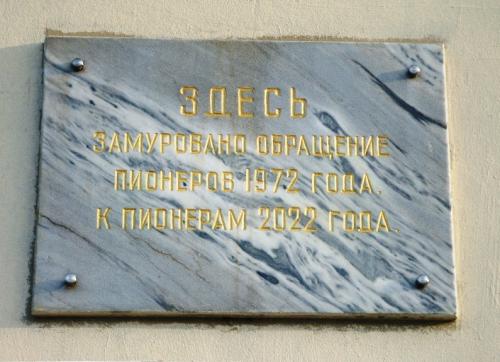 ЗДЕСЬ
ЗАМУРОВАНО ОБРАЩЕНИЕ
ПИОНЕРОВ 1972 ГОДА.
К ПИОНЕРАМ 2022 ГОДА.